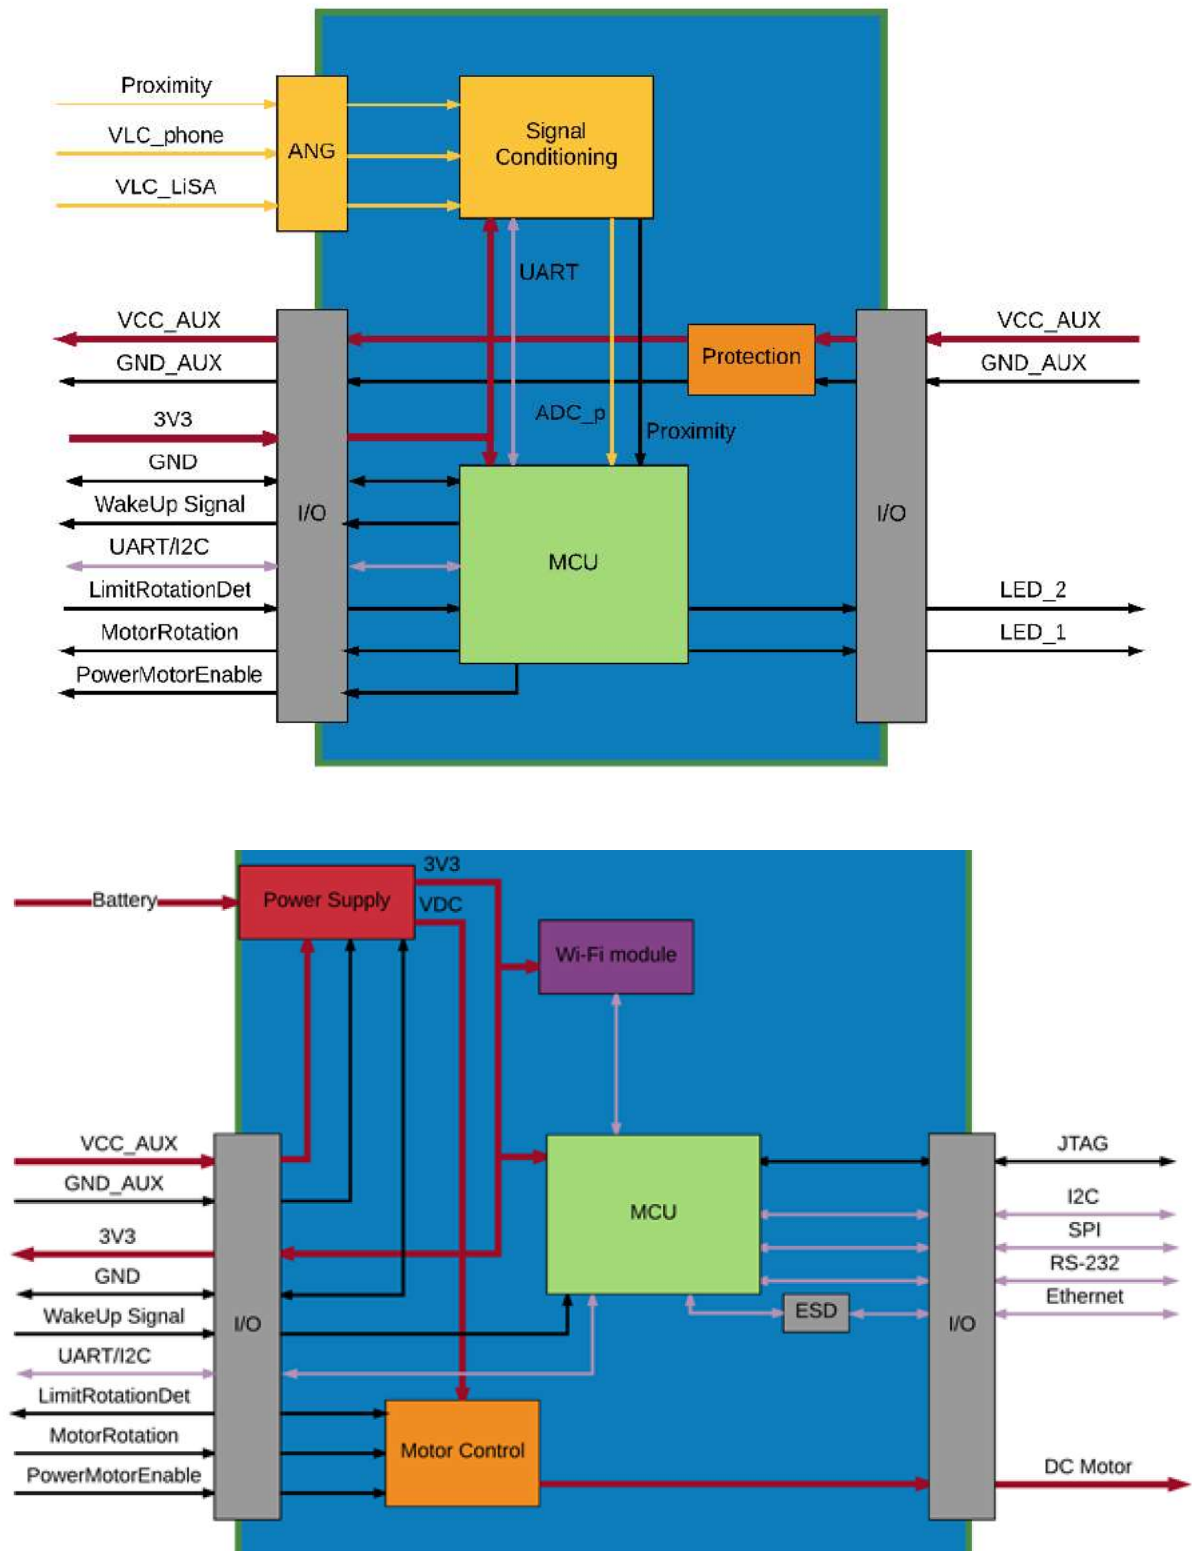 Proximity
VLC_phone
VLC_LiSA
ANG
Signal
Conditioning
UART
VCC_AUX
GND_AUX
3V3
GND
WakeUp Signal
UART/I2C
LimitRotationDet
MotorRotation
PowerMotorEnable
I/O
ADC_p
Proximity
MCU
Protection
I/O
VCC_AUX
GND_AUX
LED_2
LED_1
Battery
Power Supply
3V3
VDC
Wi-Fi module
VCC_AUX
GND_AUX
3V3
GND
WakeUp Signal
UART/I2C
LimitRotationDet
MotorRotation
PowerMotorEnable
I/O
MCU
ESD
Motor Control
I/O
JTAG
I2C
SPI
RS-232
Ethernet
DC Motor